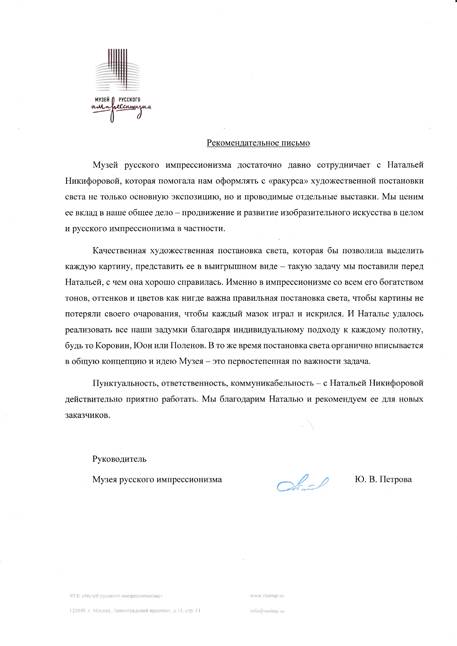 МУЗЕЙ РУССКОГО
импрессионизма
Рекомендательное письмо
Музей русского импрессионизма достаточно давно сотрудничает с Натальей
Никифоровой, которая помогала нам оформлять с «ракурса» художественной постановки
света не только основную экспозицию, но и проводимые отдельные выставки. Мы ценим
ее вклад в наше общее дело – продвижение и развитие изобразительного искусства в целом
и русского импрессионизма в частности.
Качественная художественная постановка света, которая бы позволила выделить
каждую картину, представить ее в выигрышном виде – такую задачу мы поставили перед
Натальей, с чем она хорошо справилась. Именно в импрессионизме со всем его богатством
тонов, оттенков и цветов как нигде важна правильная постановка света, чтобы картины не
потеряли своего очарования, чтобы каждый мазок играл и искрился. И Наталье удалось
реализовать все наши задумки благодаря индивидуальному подходу к каждому полотну,
будь то Коровин, Юон или Поленов. В то же время постановка света органично вписывается
в общую концепцию и идею Музея – это первостепенная по важности задача.
Пунктуальность, ответственность, коммуникабельность – с Натальей Никифоровой
действительно приятно работать. Мы благодарим Наталью и рекомендуем ее для новых
заказчиков.
Руководитель
Музея русского импрессионизма Ю. В. Петрова
«Музей русского импрессионизма»
г. Москва, Ленинградский проспект,